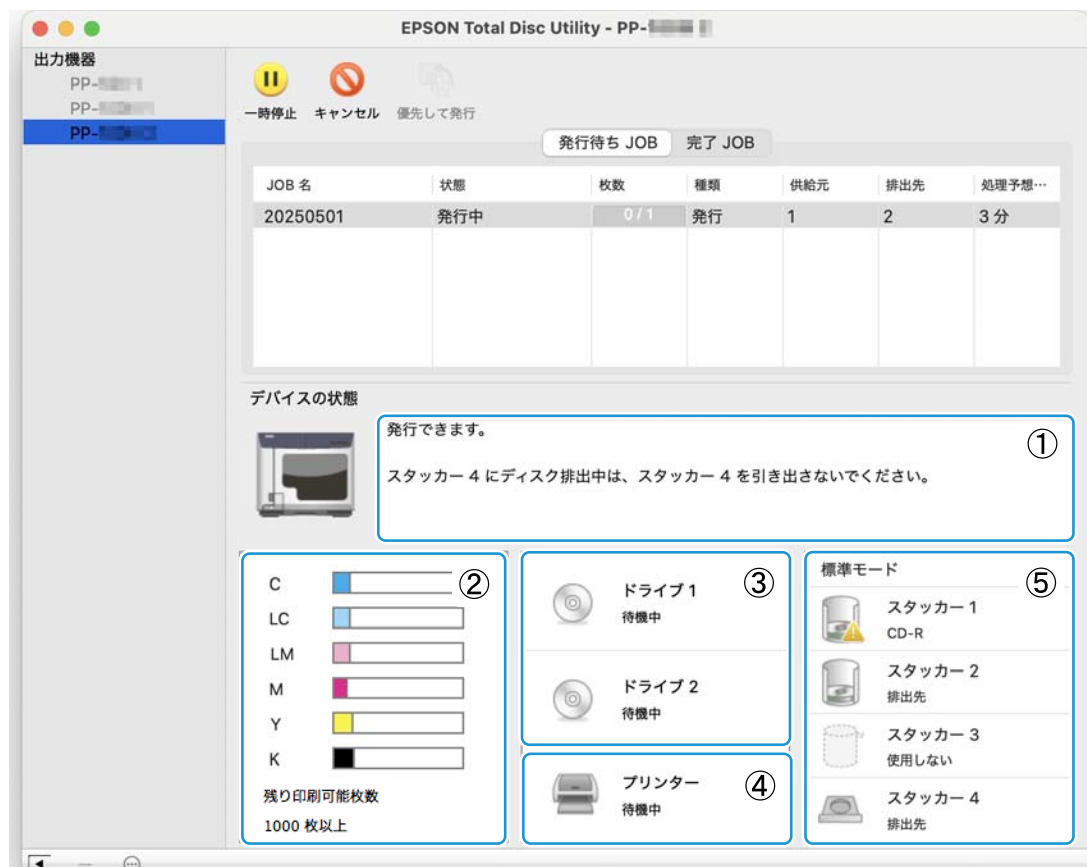 EPSON Total Disc Utility - PP-
出力機器
PP-
PP-
PP-
一時停止 キャンセル 優先して発行
発行待ち JOB 完了 JOB
JOB 名 状態 枚数 種類 供給元 排出先 処理予想…
20250501 発行中 0 / 1 発行 1 2 3 分
デバイスの状態
発行できます。
①
スタッカー 4 にディスク排出中は、スタッカー 4 を引き出さないでください。
C
②
LC
LM
M
Y
K
残り印刷可能枚数
1000 枚以上
ドライブ 1
③
待機中
ドライブ 2
待機中
プリンター
④
待機中
標準モード
⑤
スタッカー 1
CD-R
スタッカー 2
排出先
スタッカー 3
使用しない
スタッカー 4
排出先